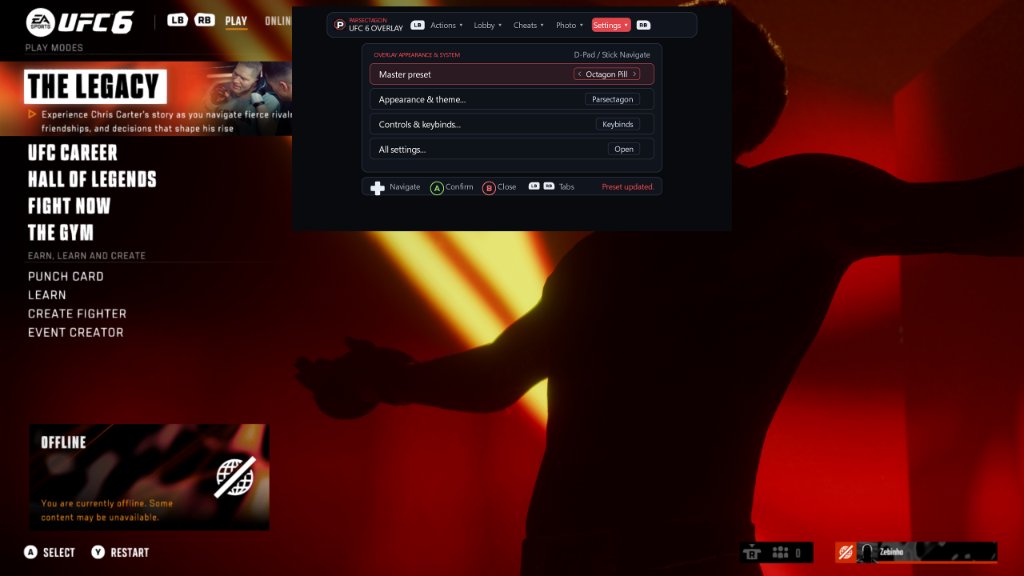 EA SPORTS UFC 6
LB RB PLAY ONLIN
PLAY MODES
THE LEGACY
Experience Chris Carter's story as you navigate fierce rival
friendships, and decisions that shape his rise
UFC CAREER
HALL OF LEGENDS
FIGHT NOW
THE GYM
EARN, LEARN AND CREATE
PUNCH CARD
LEARN
CREATE FIGHTER
EVENT CREATOR
OFFLINE
You are currently offline. Some
content may be unavailable.
A SELECT Y RESTART
P PARSECTAGON
UFC 6 OVERLAY
LB Actions Lobby Cheats Photo Settings RB
OVERLAY APPEARANCE & SYSTEM D-Pad / Stick Navigate
Master preset < Octagon Pill >
Appearance & theme... Parsectagon
Controls & keybinds... Keybinds
All settings... Open
Navigate A Confirm B Close LB RB Tabs Preset updated.
R 0
Zebinho